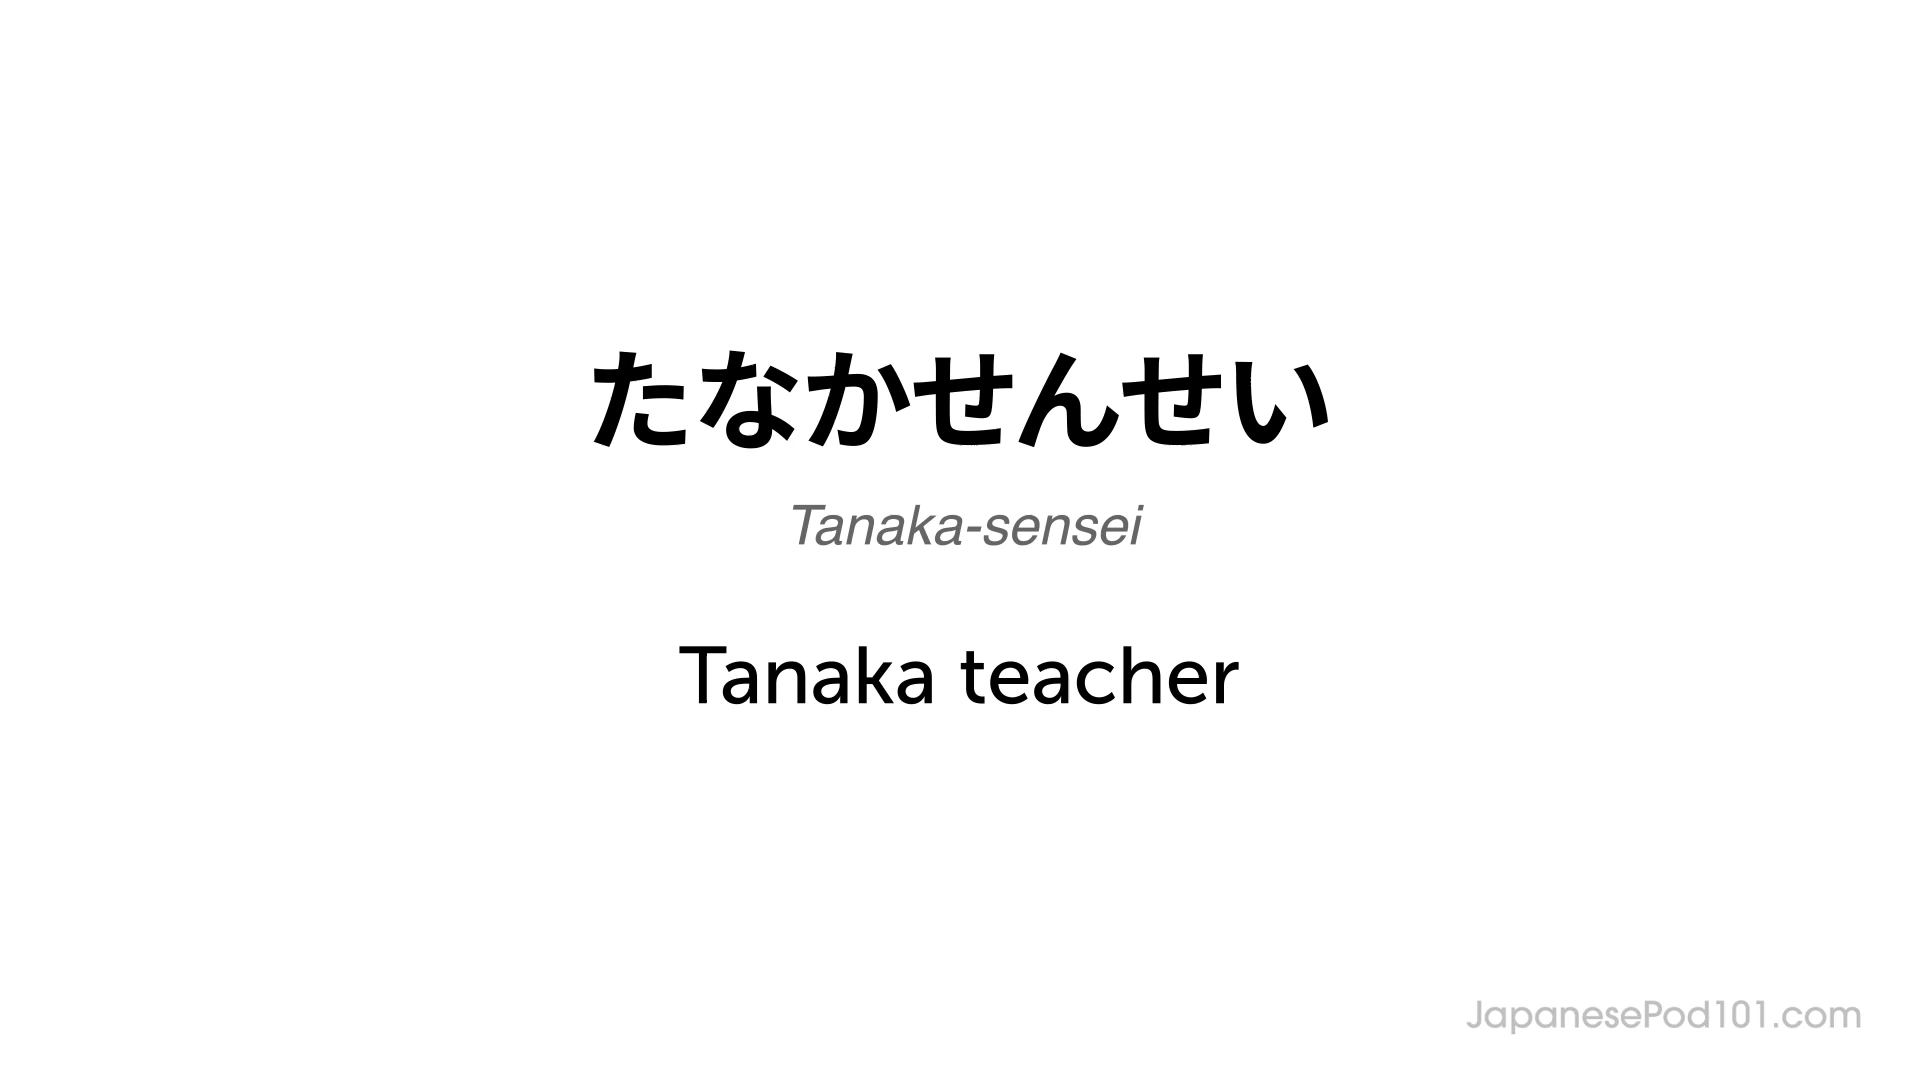 たなかせんせい
Tanaka-sensei
Tanaka teacher
JapanesePod101.com